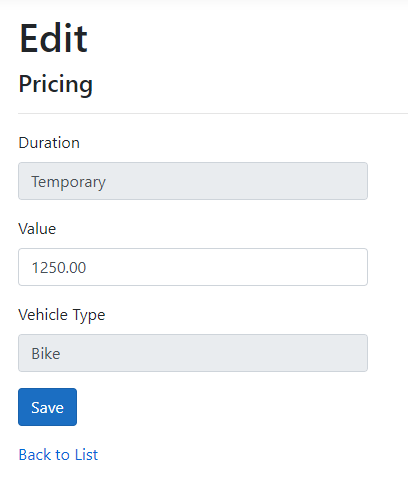 Edit
Pricing
Duration
Temporary
Value
1250.00
Vehicle Type
Bike
Save
Back to List